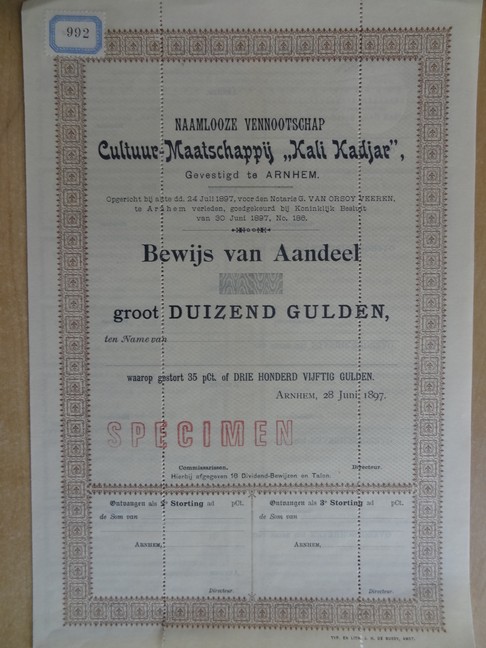 992
NAAMLOOZE VENNOOTSCHAP
Cultuur-Maatschappij „Kali Kadjar”,
Gevestigd te ARNHEM.
Opgericht bij acte dd. 24 Juli 1897, voor den Notaris G. VAN ORSOY VEEREN,
te Arnhem verleden, goedgekeurd bij Koninklijk Besluit
van 30 Juni 1897, No. 186.
Bewijs van Aandeel
groot DUIZEND GULDEN,
ten Name van
waarop gestort 35 pCt. of DRIE HONDERD VIJFTIG GULDEN.
ARNHEM, 28 Juni 1897.
SPECIMEN
Commissarissen. Directeur.
Hierbij afgegeven 16 Dividend-Bewijzen en Talon.
Ontvangen als 2e Storting ad pCt.
de Som van
ARNHEM,
Directeur.
Ontvangen als 3e Storting ad pCt.
de Som van
ARNHEM,
Directeur.